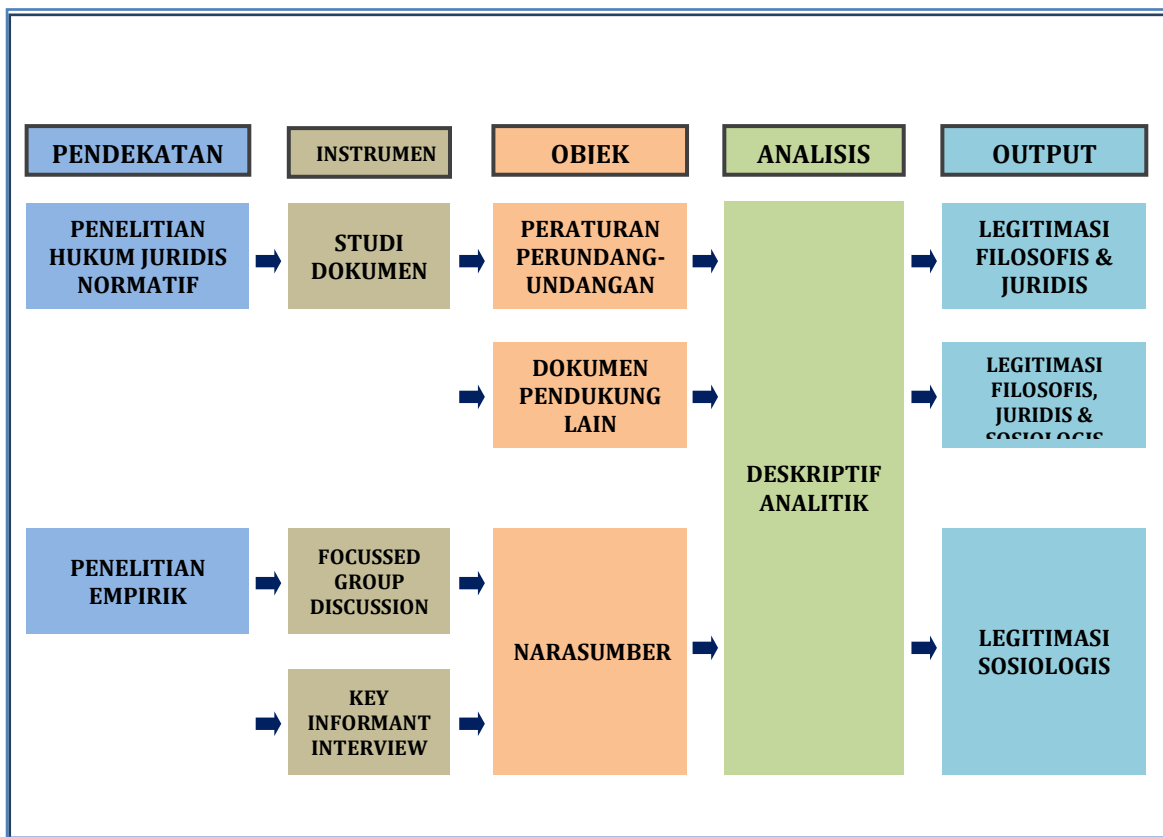 PENDEKATAN
INSTRUMEN
OBJEK
ANALISIS
OUTPUT
PENELITIAN
HUKUM JURIDIS
NORMATIF
STUDI
DOKUMEN
PERATURAN
PERUNDANG-
UNDANGAN
LEGITIMASI
FILOSOFIS &
JURIDIS
DOKUMEN
PENDUKUNG
LAIN
LEGITIMASI
FILOSOFIS,
JURIDIS &
SOSIOLOGIS
DESKRIPTIF
ANALITIK
PENELITIAN
EMPIRIK
FOCUSSED
GROUP
DISCUSSION
NARASUMBER
LEGITIMASI
SOSIOLOGIS
KEY
INFORMANT
INTERVIEW